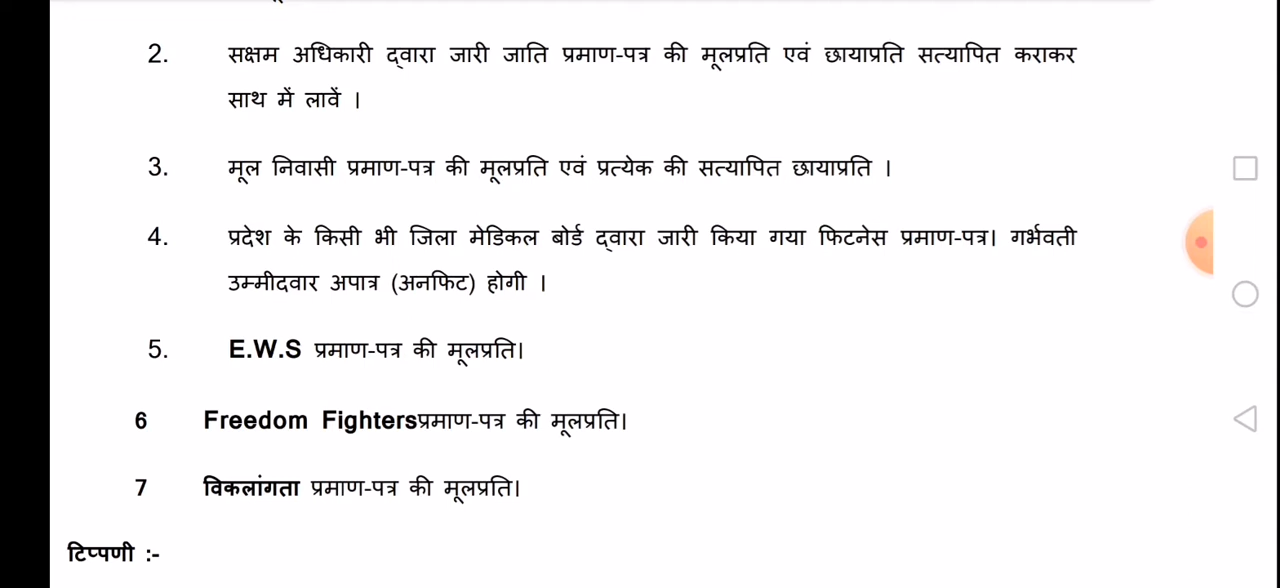 2. सक्षम अधिकारी द्वारा जारी जाति प्रमाण-पत्र की मूलप्रति एवं छायाप्रति सत्यापित कराकर
साथ में लावें ।
3. मूल निवासी प्रमाण-पत्र की मूलप्रति एवं प्रत्येक की सत्यापित छायाप्रति ।
4. प्रदेश के किसी भी जिला मेडिकल बोर्ड द्वारा जारी किया गया फिटनेस प्रमाण-पत्र। गर्भवती
उम्मीदवार अपात्र (अनफिट) होगी ।
5. E.W.S प्रमाण-पत्र की मूलप्रति।
6 Freedom Fightersप्रमाण-पत्र की मूलप्रति।
7 विकलांगता प्रमाण-पत्र की मूलप्रति।
टिप्पणी :-